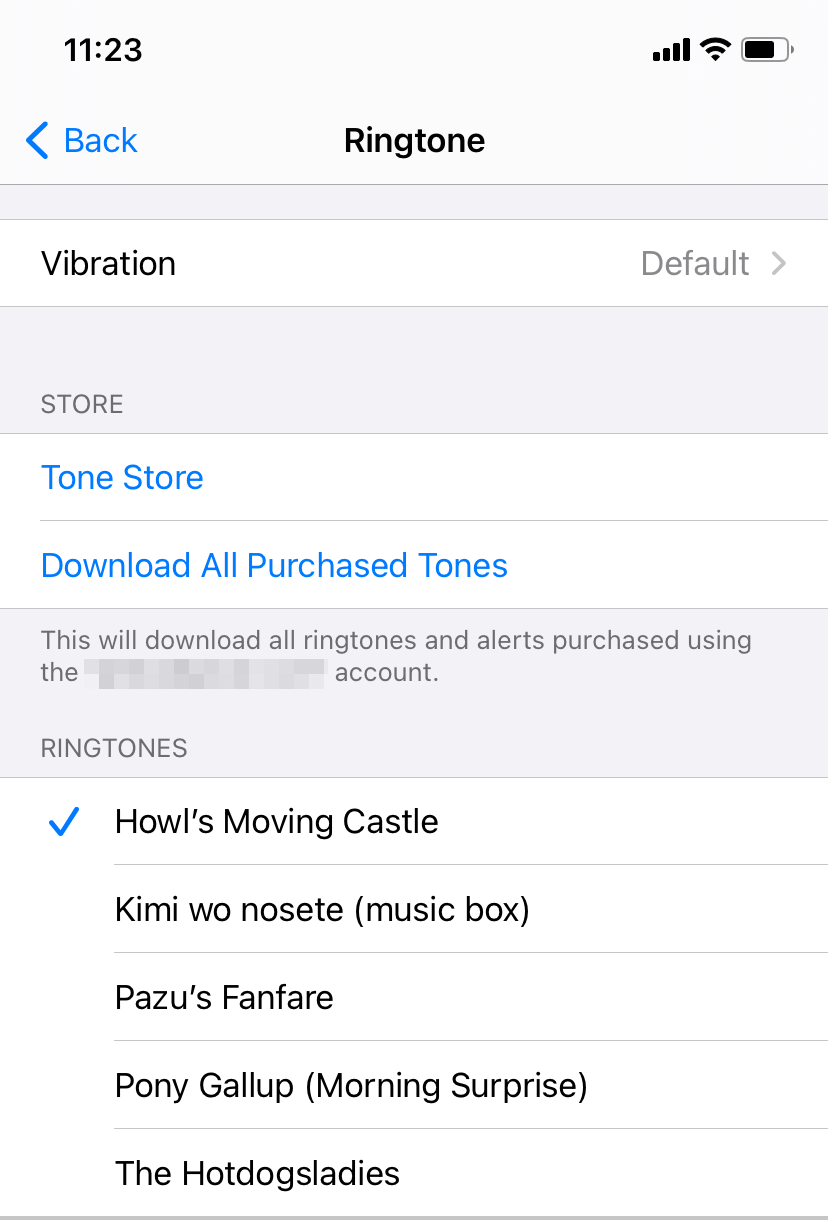 11:23
Back
Ringtone
Vibration Default
STORE
Tone Store
Download All Purchased Tones
This will download all ringtones and alerts purchased using
the account.
RINGTONES
Howl’s Moving Castle
Kimi wo nosete (music box)
Pazu’s Fanfare
Pony Gallup (Morning Surprise)
The Hotdogsladies